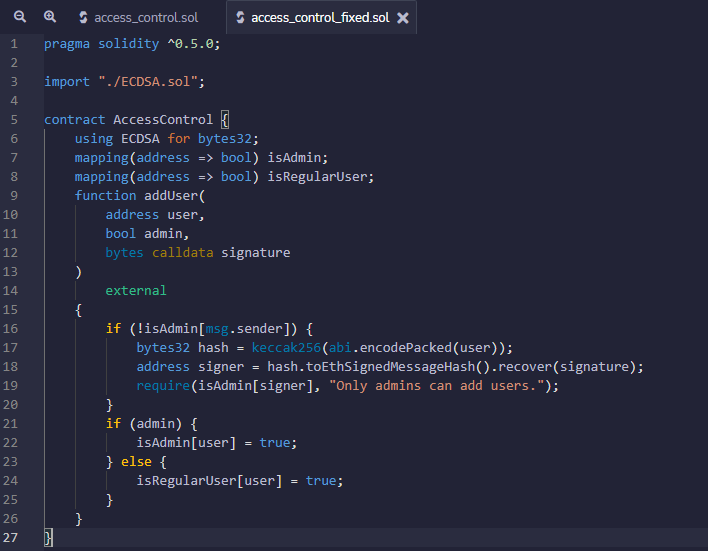 access_control.sol access_control_fixed.sol
1 pragma solidity ^0.5.0;
2
3 import "./ECDSA.sol";
4
5 contract AccessControl {
6 using ECDSA for bytes32;
7 mapping(address => bool) isAdmin;
8 mapping(address => bool) isRegularUser;
9 function addUser(
10 address user,
11 bool admin,
12 bytes calldata signature
13 )
14 external
15 {
16 if (!isAdmin[msg.sender]) {
17 bytes32 hash = keccak256(abi.encodePacked(user));
18 address signer = hash.toEthSignedMessageHash().recover(signature);
19 require(isAdmin[signer], "Only admins can add users.");
20 }
21 if (admin) {
22 isAdmin[user] = true;
23 } else {
24 isRegularUser[user] = true;
25 }
26 }
27 }